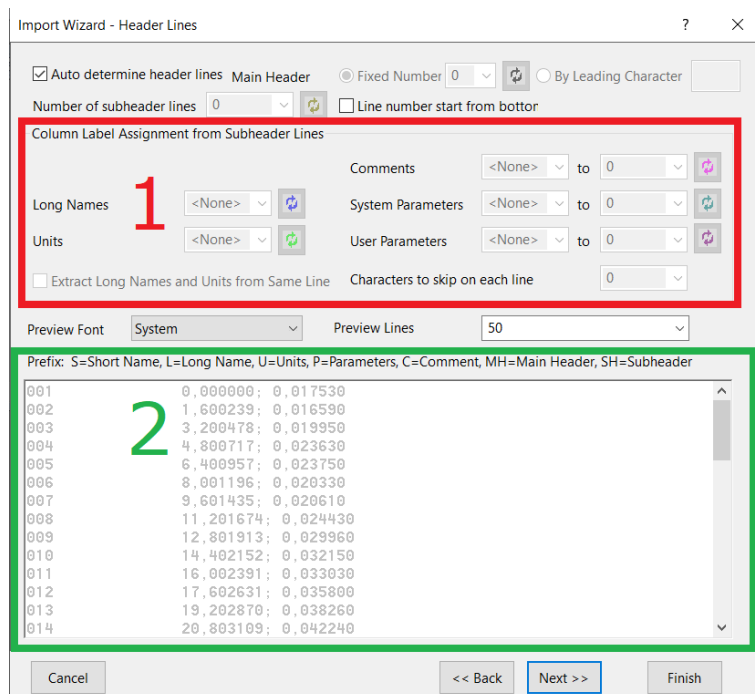 Import Wizard - Header Lines ? ×
Auto determine header lines Main Header Fixed Number 0 By Leading Character
Number of subheader lines 0 Line number start from bottor
Column Label Assignment from Subheader Lines
Comments <None> to 0
1
Long Names <None> System Parameters <None> to 0
Units <None> User Parameters <None> to 0
Extract Long Names and Units from Same Line Characters to skip on each line 0
Preview Font System Preview Lines 50
Prefix: S=Short Name, L=Long Name, U=Units, P=Parameters, C=Comment, MH=Main Header, SH=Subheader
2
001 0,000000; 0,017530
002 1,600239; 0,016590
003 3,200478; 0,019950
004 4,800717; 0,023630
005 6,400957; 0,023750
006 8,001196; 0,020330
007 9,601435; 0,020610
008 11,201674; 0,024430
009 12,801913; 0,029960
010 14,402152; 0,032150
011 16,002391; 0,033030
012 17,602631; 0,035800
013 19,202870; 0,038260
014 20,803109; 0,042240
Cancel << Back Next >> Finish